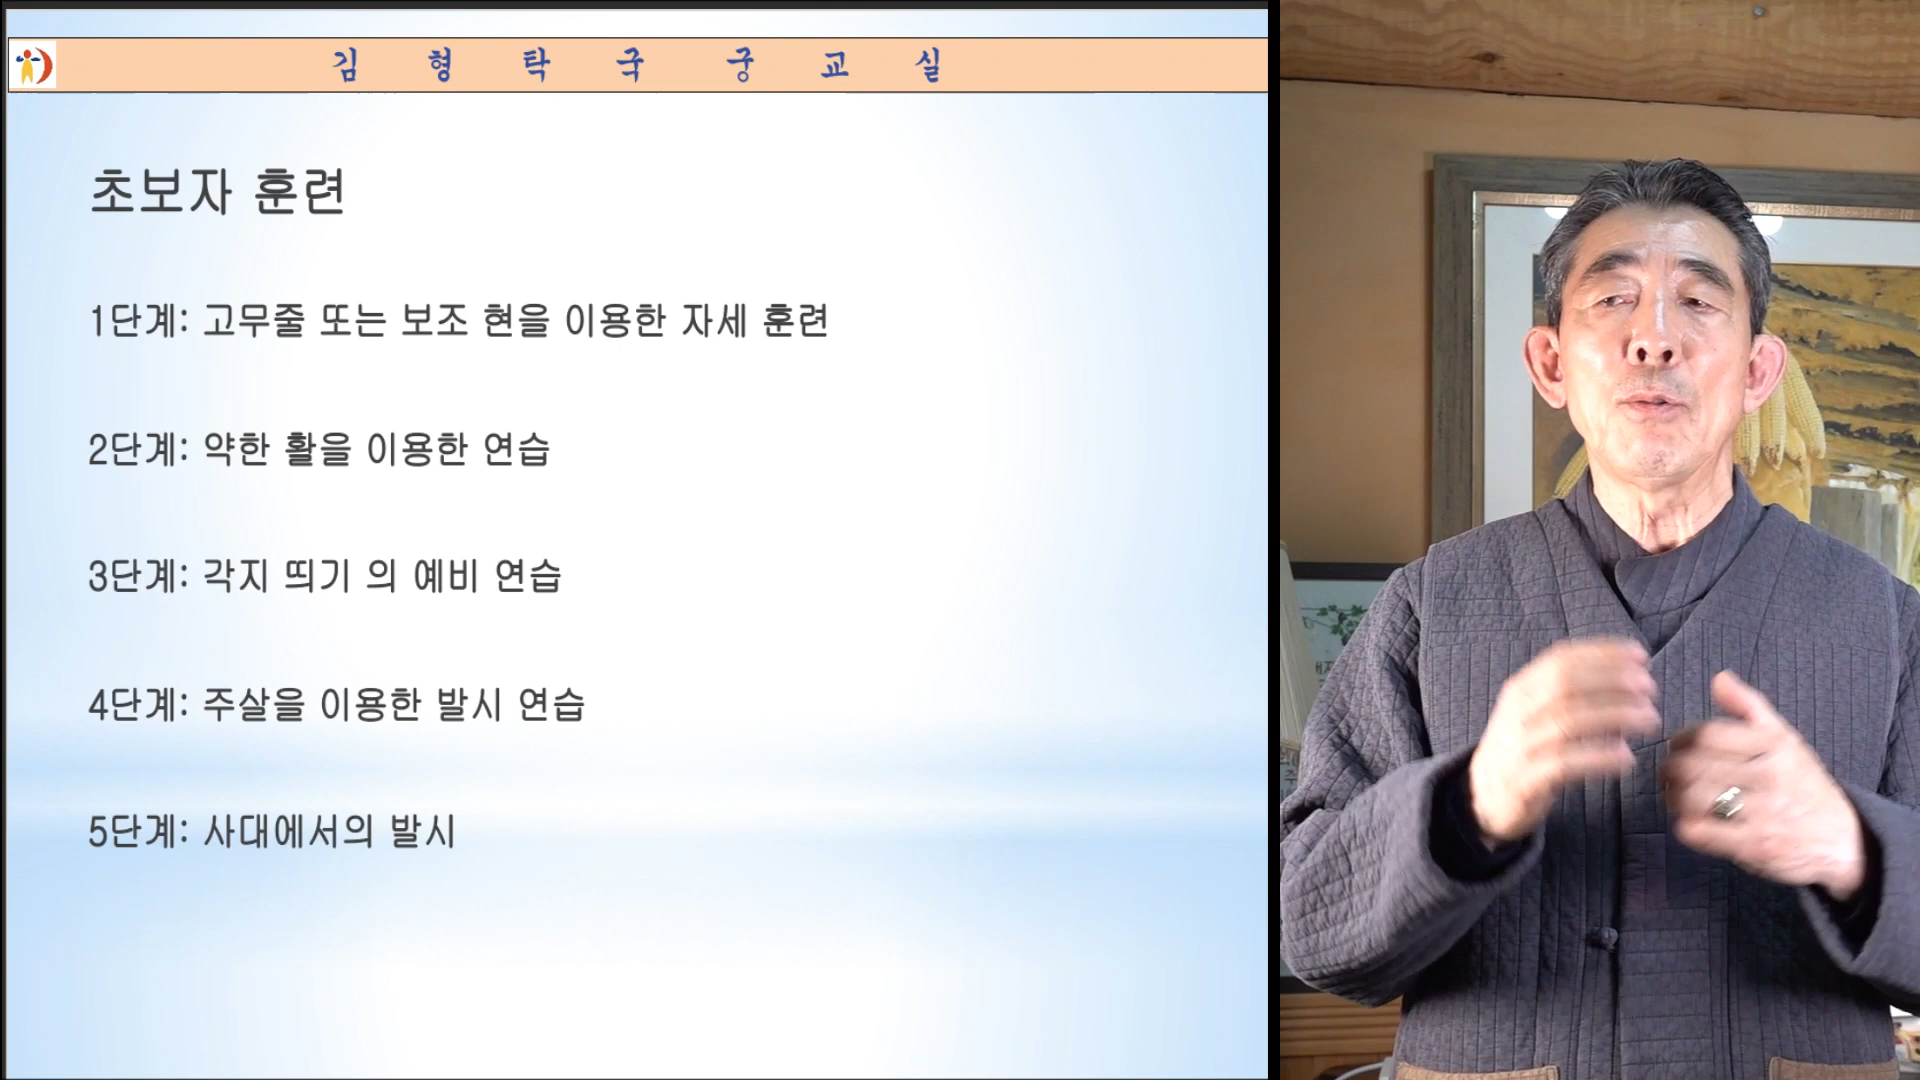 김 형 탁 국 궁 교 실
초보자 훈련
1단계: 고무줄 또는 보조 현을 이용한 자세 훈련
2단계: 약한 활을 이용한 연습
3단계: 각지 띄기 의 예비 연습
4단계: 주살을 이용한 발시 연습
5단계: 사대에서의 발시